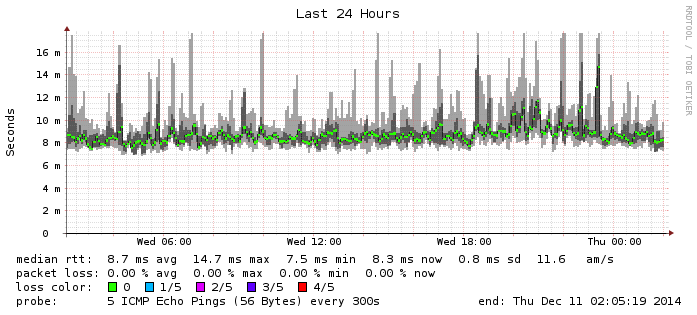 Last 24 Hours
RRDTOOL / TOBI OETIKER
Seconds
16 m
14 m
12 m
10 m
8 m
6 m
4 m
2 m
0
Wed 06:00 Wed 12:00 Wed 18:00 Thu 00:00
median rtt: 8.7 ms avg 14.7 ms max 7.5 ms min 8.3 ms now 0.8 ms sd 11.6 am/s
packet loss: 0.00 % avg 0.00 % max 0.00 % min 0.00 % now
loss color: 0 1/5 2/5 3/5 4/5
probe: 5 ICMP Echo Pings (56 Bytes) every 300s end: Thu Dec 11 02:05:19 2014